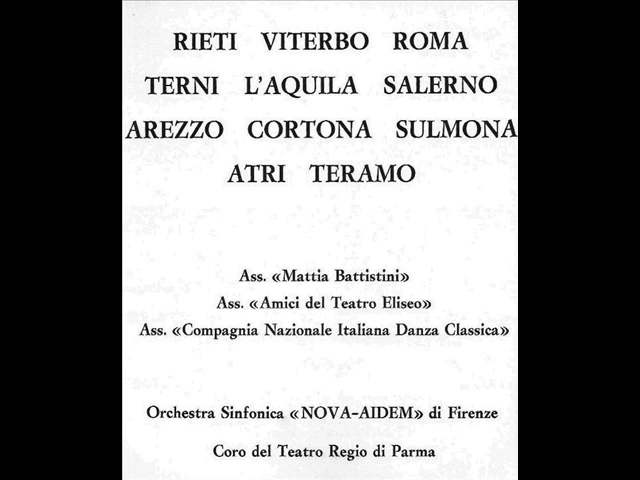 RIETI VITERBO ROMA
TERNI L'AQUILA SALERNO
AREZZO CORTONA SULMONA
ATRI TERAMO
Ass. «Mattia Battistini»
Ass. «Amici del Teatro Eliseo»
Ass. «Compagnia Nazionale Italiana Danza Classica»
Orchestra Sinfonica «NOVA-AIDEM» di Firenze
Coro del Teatro Regio di Parma